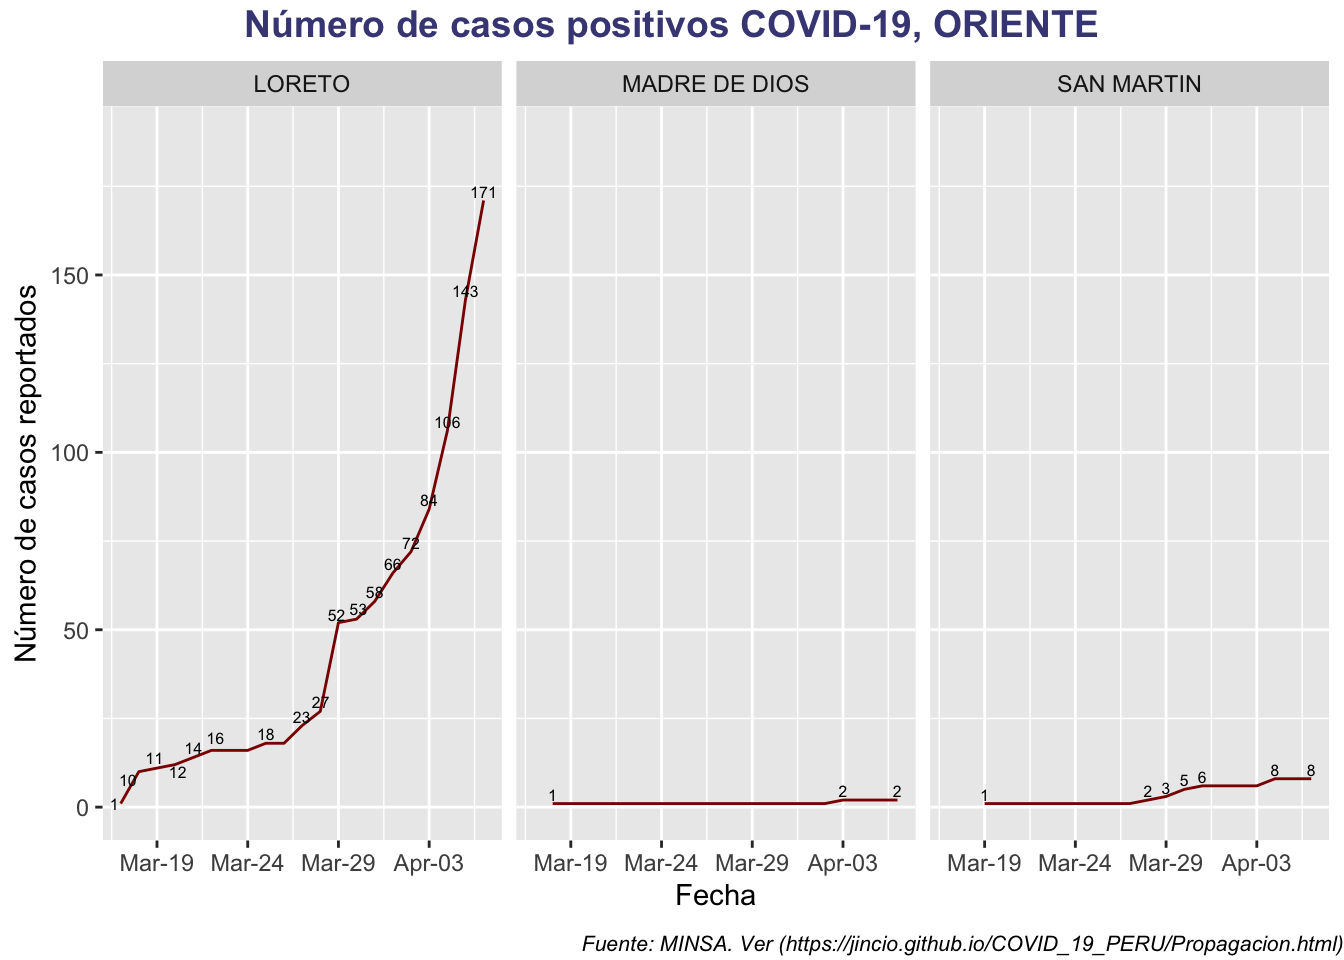 Número de casos positivos COVID-19, ORIENTE
LORETO MADRE DE DIOS SAN MARTIN
Número de casos reportados
150
100
50
0
1 10 11 12 14 16 18 23 27 52 53 58 66 72 84 106 143 171
1 2 2
1 2 3 5 6 8 8
Mar-19 Mar-24 Mar-29 Apr-03 Mar-19 Mar-24 Mar-29 Apr-03 Mar-19 Mar-24 Mar-29 Apr-03
Fecha
Fuente: MINSA. Ver (https://jincio.github.io/COVID_19_PERU/Propagacion.html)